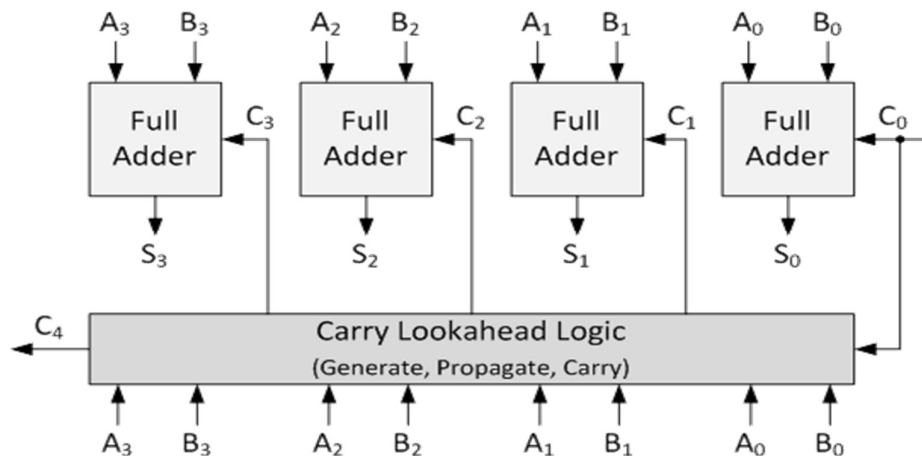 A₃ B₃ A₂ B₂ A₁ B₁ A₀ B₀
Full Adder C₃ Full Adder C₂ Full Adder C₁ Full Adder C₀
S₃ S₂ S₁ S₀
C₄ Carry Lookahead Logic
(Generate, Propagate, Carry)
A₃ B₃ A₂ B₂ A₁ B₁ A₀ B₀